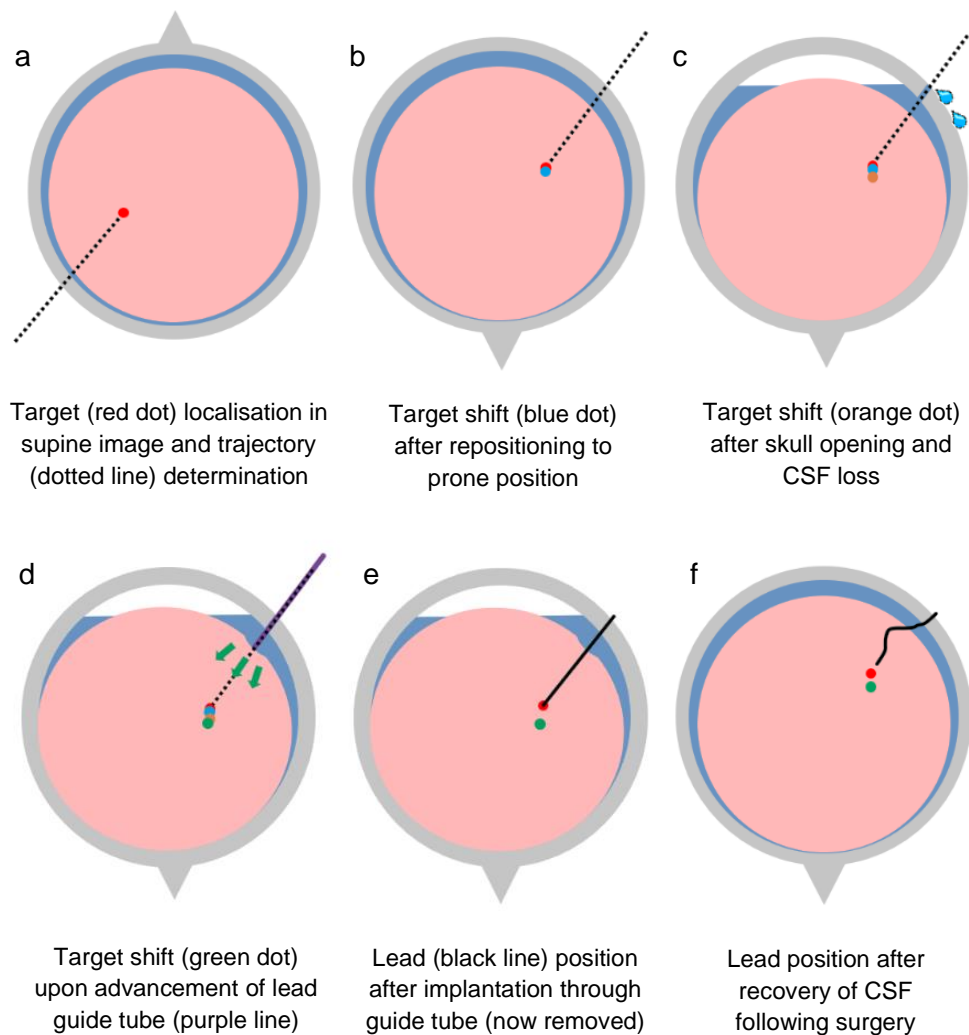 a
b
c
Target (red dot) localisation in
supine image and trajectory
(dotted line) determination
Target shift (blue dot)
after repositioning to
prone position
Target shift (orange dot)
after skull opening and
CSF loss
d
e
f
Target shift (green dot)
upon advancement of lead
guide tube (purple line)
Lead (black line) position
after implantation through
guide tube (now removed)
Lead position after
recovery of CSF
following surgery